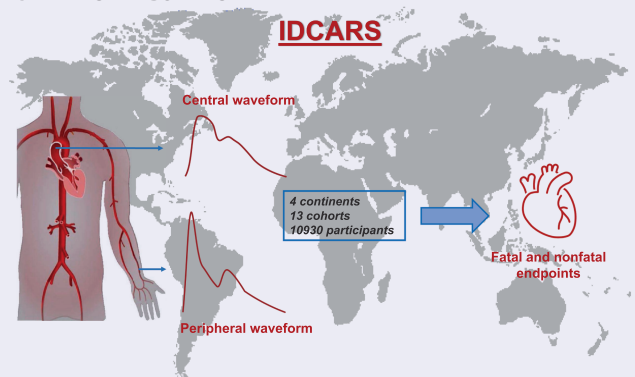 IDCARS
Central waveform
4 continents
13 cohorts
10930 participants
Fatal and nonfatal
endpoints
Peripheral waveform